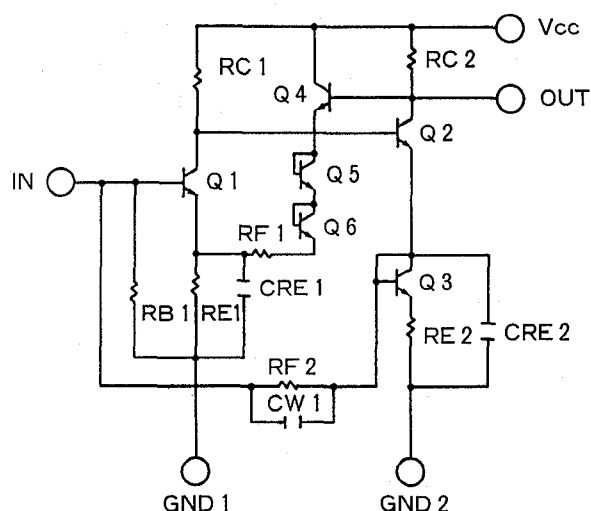 Vcc
RC 1
RC 2
Q 4
OUT
Q 2
IN
Q 1
Q 5
Q 6
RF 1
Q 3
CRE 1
RB 1
RE1
RE 2
CRE 2
RF 2
CW 1
GND 1
GND 2